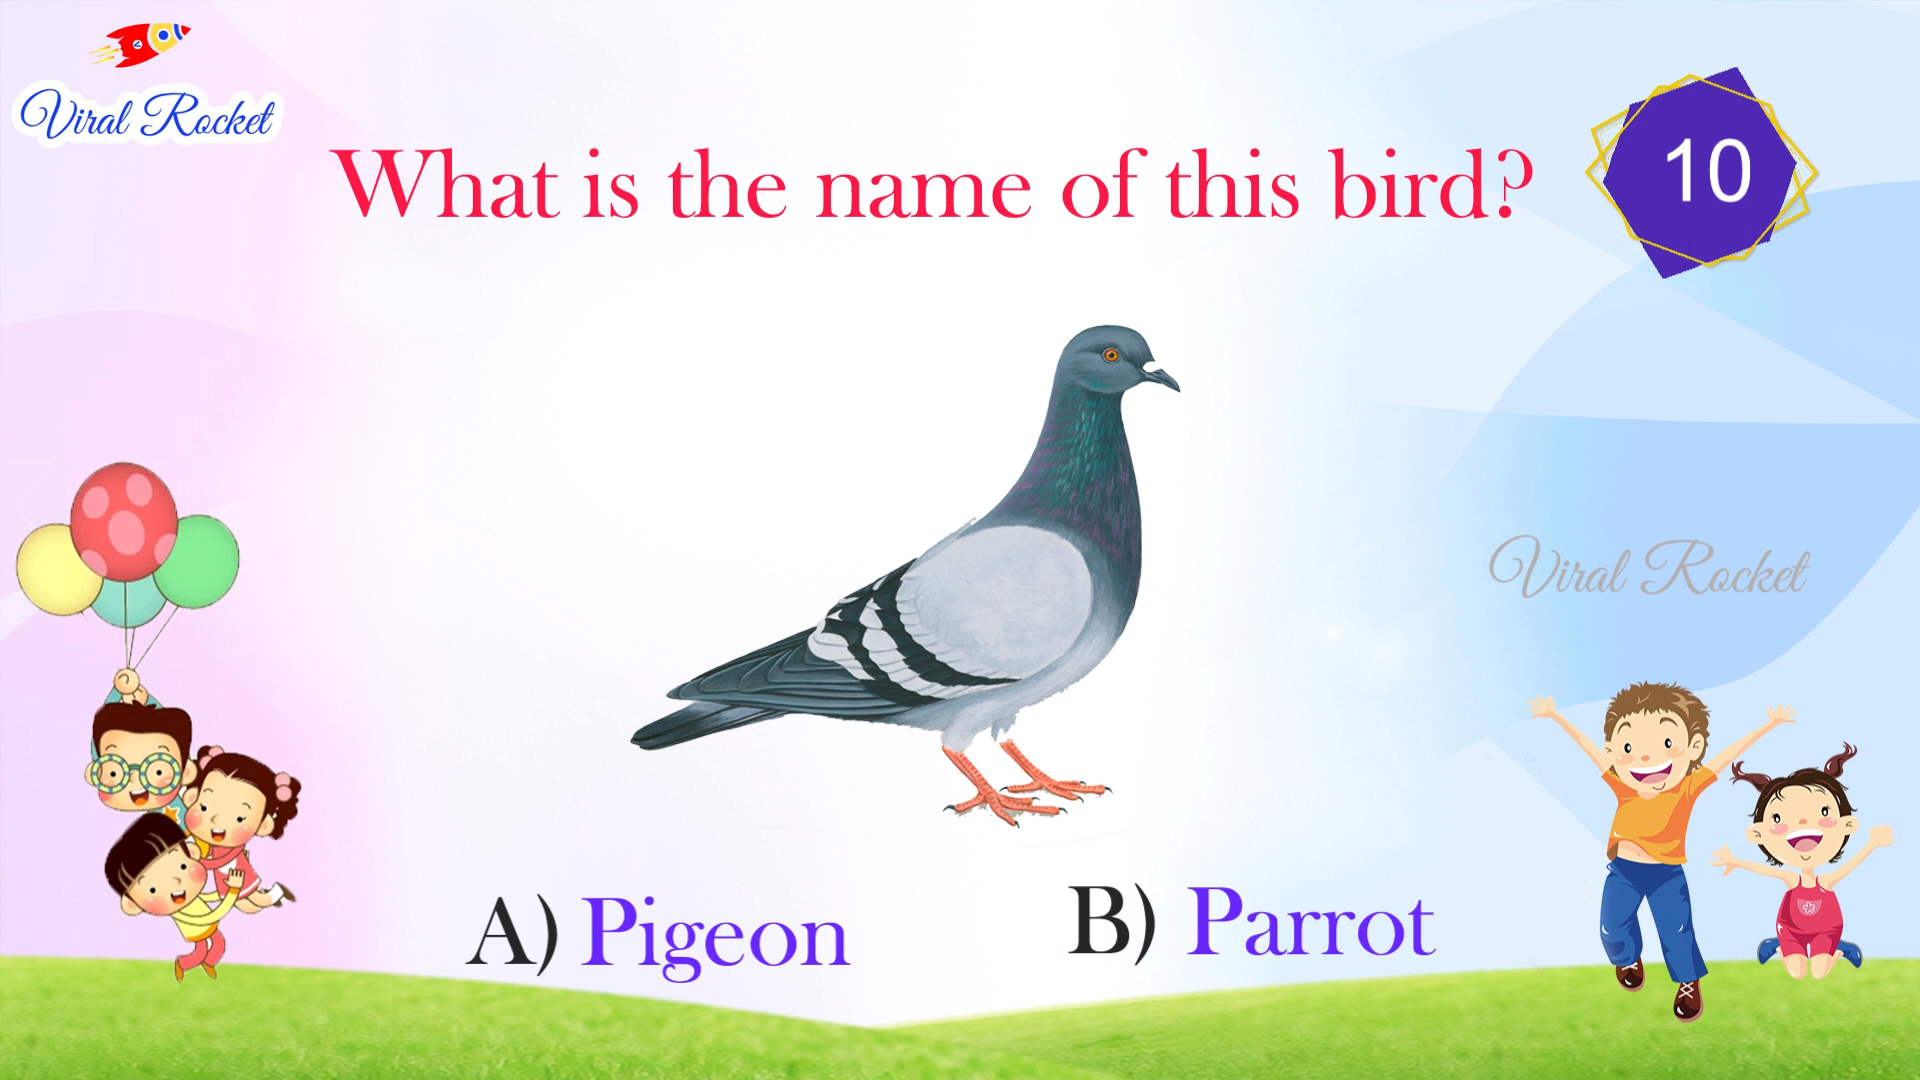 Viral Rocket
What is the name of this bird?
10
Viral Rocket
A) Pigeon
B) Parrot